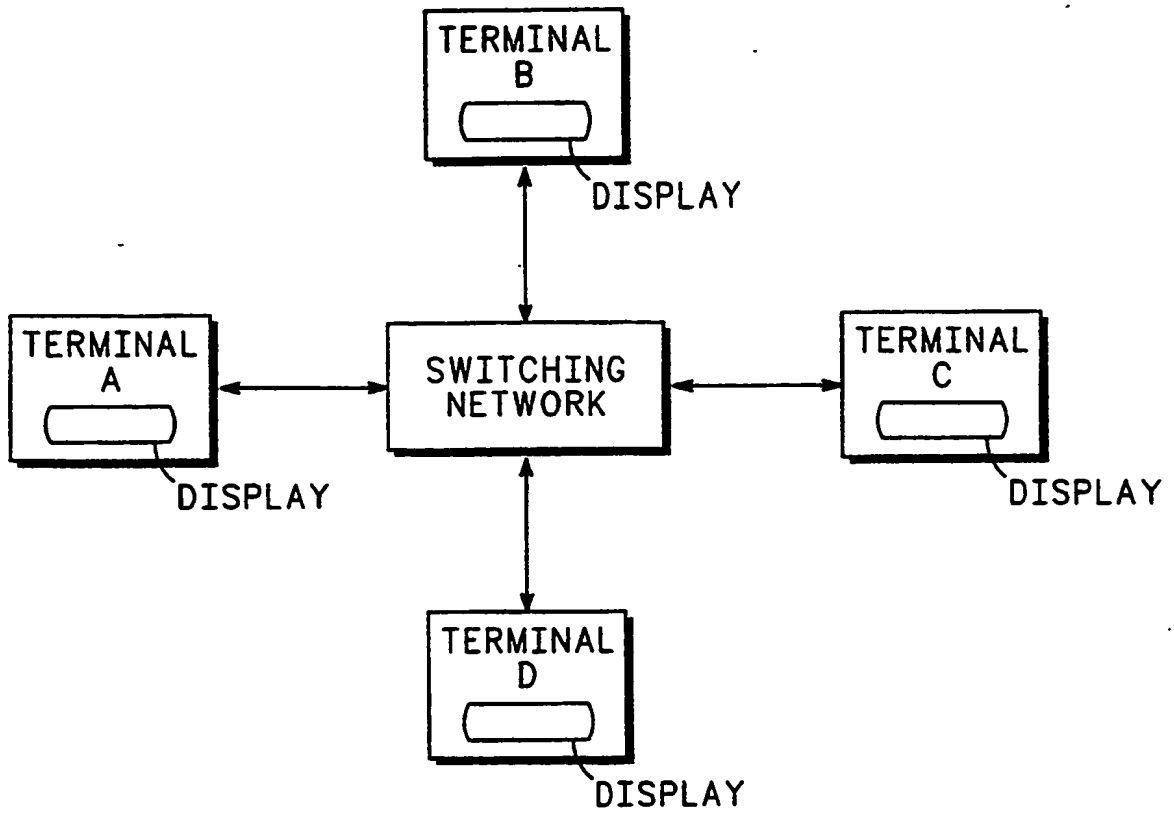 TERMINAL
B
DISPLAY
TERMINAL
A
DISPLAY
SWITCHING
NETWORK
TERMINAL
C
DISPLAY
TERMINAL
D
DISPLAY